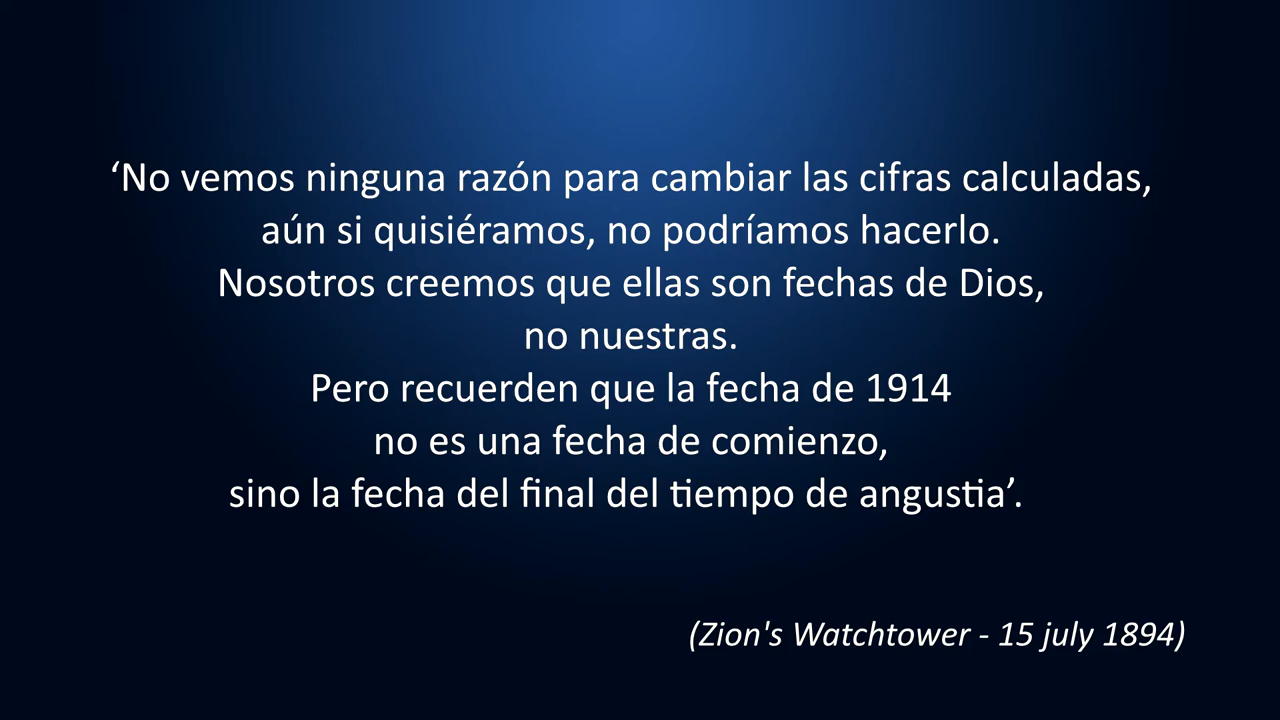 ‘No vemos ninguna razón para cambiar las cifras calculadas,
aún si quisiéramos, no podríamos hacerlo.
Nosotros creemos que ellas son fechas de Dios,
no nuestras.
Pero recuerden que la fecha de 1914
no es una fecha de comienzo,
sino la fecha del final del tiempo de angustia’.
(Zion's Watchtower - 15 july 1894)